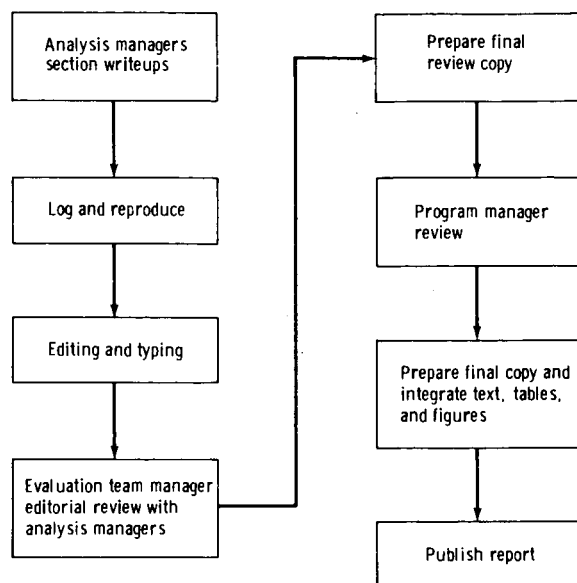 Analysis managers
section writeups
Log and reproduce
Editing and typing
Evaluation team manager
editorial review with
analysis managers
Prepare final
review copy
Program manager
review
Prepare final copy and
integrate text, tables,
and figures
Publish report